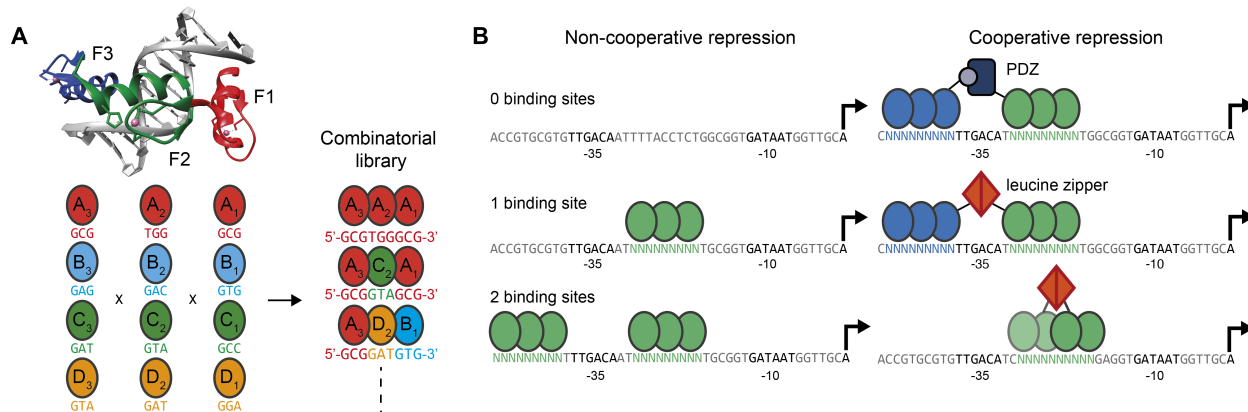 A
F3
F1
F2
Combinatorial
library
A3 A2 A1
GCG TGG GCG
B3 B2 B1
GAG GAC GTG
x x
C3 C2 C1
GAT GTA GCC
D3 D2 D1
GTA GAT GGA
A3 A2 A1
5'-GCGTGGGCG-3'
A3 C2 A1
5'-GCGGTAGCG-3'
A3 D2 B1
5'-GCGGATGTG-3'
B
Non-cooperative repression
Cooperative repression
0 binding sites
ACCGTGCGTGTTGACAATTTTACCTCTGGCGGTGATAATGGTTGCA
-35 -10
1 binding site
ACCGTGCGTGTTGACAATNNNNNNNNNTGCGGTGATAATGGTTGCA
-35 -10
2 binding sites
NNNNNNNNNTTTGACAATNNNNNNNNNTGCGGTGATAATGGTTGCA
-35 -10
PDZ
CNNNNNNNNNTTGACATNNNNNNNNNTGGCGGTGATAATGGTTGCA
-35 -10
leucine zipper
CNNNNNNNNNTTGACATNNNNNNNNNTGGCGGTGATAATGGTTGCA
-35 -10
ACCGTGCGTGTTGACATCNNNNNNNNNNGAGGTGATAATGGTTGCA
-35 -10